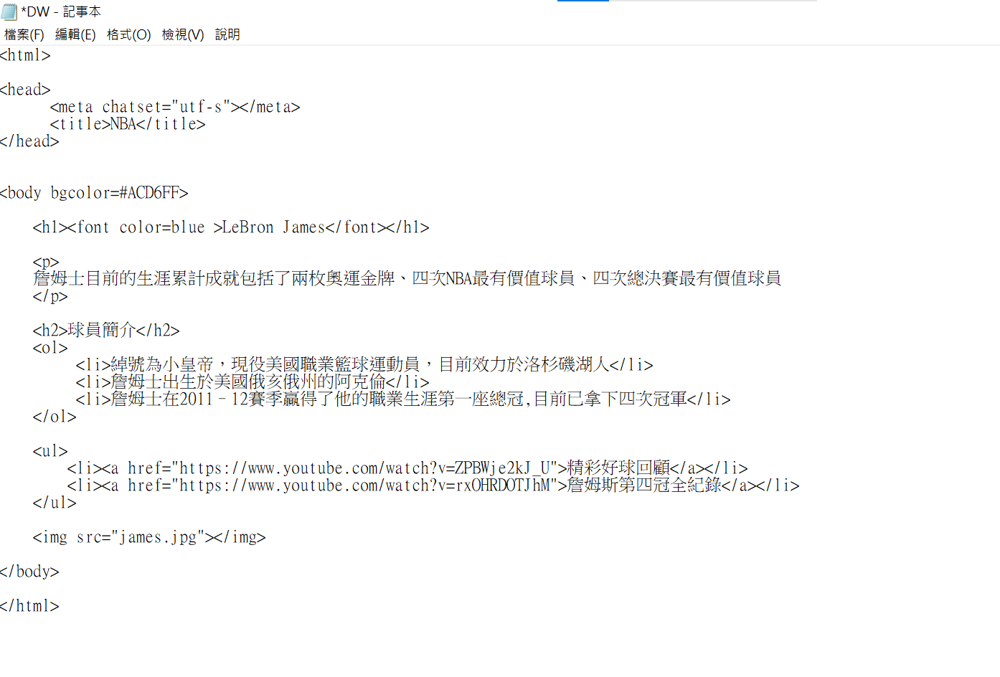 *DW - 記事本
檔案(F) 編輯(E) 格式(O) 檢視(V) 說明
<html>
<head>
<meta chatset="utf-s"></meta>
<title>NBA</title>
</head>
<body bgcolor=#ACD6FF>
<h1><font color=blue >LeBron James</font></h1>
<p>
詹姆士目前的生涯累計成就包括了兩枚奧運金牌、四次NBA最有價值球員、四次總決賽最有價值球員
</p>
<h2>球員簡介</h2>
<ol>
<li>綽號為小皇帝，現役美國職業籃球運動員，目前效力於洛杉磯湖人</li>
<li>詹姆士出生於美國俄亥俄州的阿克倫</li>
<li>詹姆士在2011–12賽季贏得了他的職業生涯第一座總冠,目前已拿下四次冠軍</li>
</ol>
<ul>
<li><a href="https://www.youtube.com/watch?v=ZPBWje2kJ_U">精彩好球回顧</a></li>
<li><a href="https://www.youtube.com/watch?v=rxOHRDOTJhM">詹姆斯第四冠全紀錄</a></li>
</ul>
<img src="james.jpg"></img>
</body>
</html>